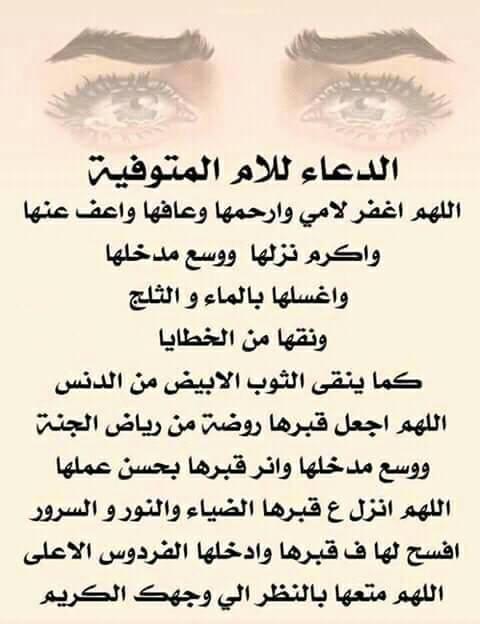 الدعاء للام المتوفية
اللهم اغفر لامي وارحمها وعافها واعف عنها
واكرم نزلها ووسع مدخلها
واغسلها بالماء و الثلج
ونقها من الخطايا
كما ينقى الثوب الابيض من الدنس
اللهم اجعل قبرها روضة من رياض الجنة
ووسع مدخلها وانر قبرها بحسن عملها
اللهم انزل ع قبرها الضياء والنور و السرور
افسح لها ف قبرها وادخلها الفردوس الاعلى
اللهم متعها بالنظر الي وجهك الكريم